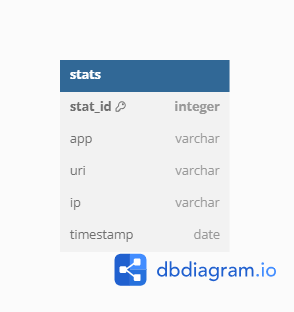 stats
stat_id integer
app varchar
uri varchar
ip varchar
timestamp date
dbdiagram.io